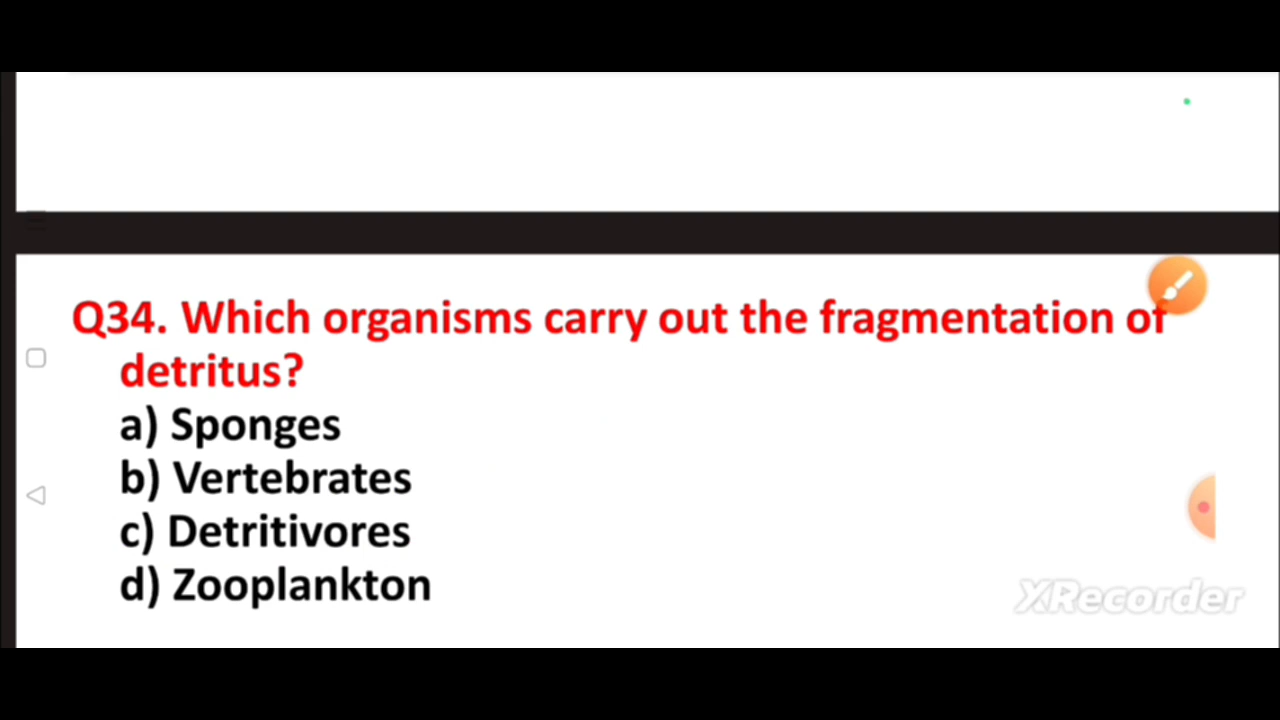 Q34. Which organisms carry out the fragmentation of
detritus?
a) Sponges
b) Vertebrates
c) Detritivores
d) Zooplankton
XRecorder